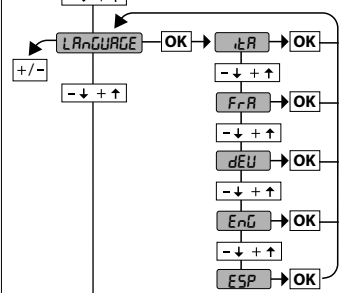 - ↓ + ↑
LAnGUAGE OK itA OK
+/- - ↓ + ↑
- ↓ + ↑ FrA OK
- ↓ + ↑
dEU OK
- ↓ + ↑
EnG OK
- ↓ + ↑
ESP OK